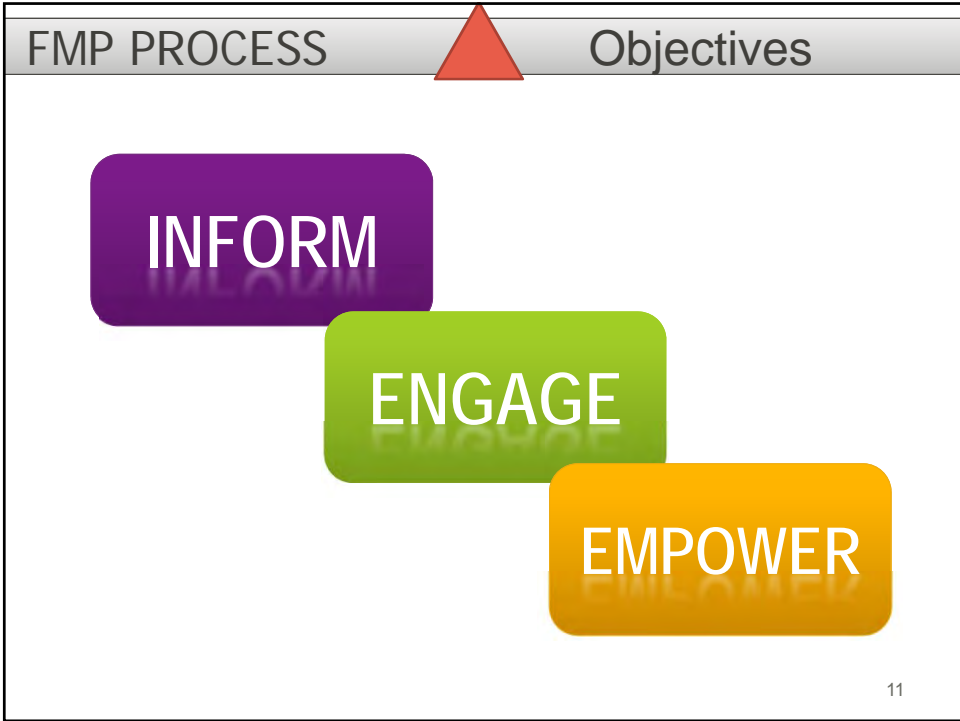 FMP PROCESS Objectives
INFORM
ENGAGE
EMPOWER
11